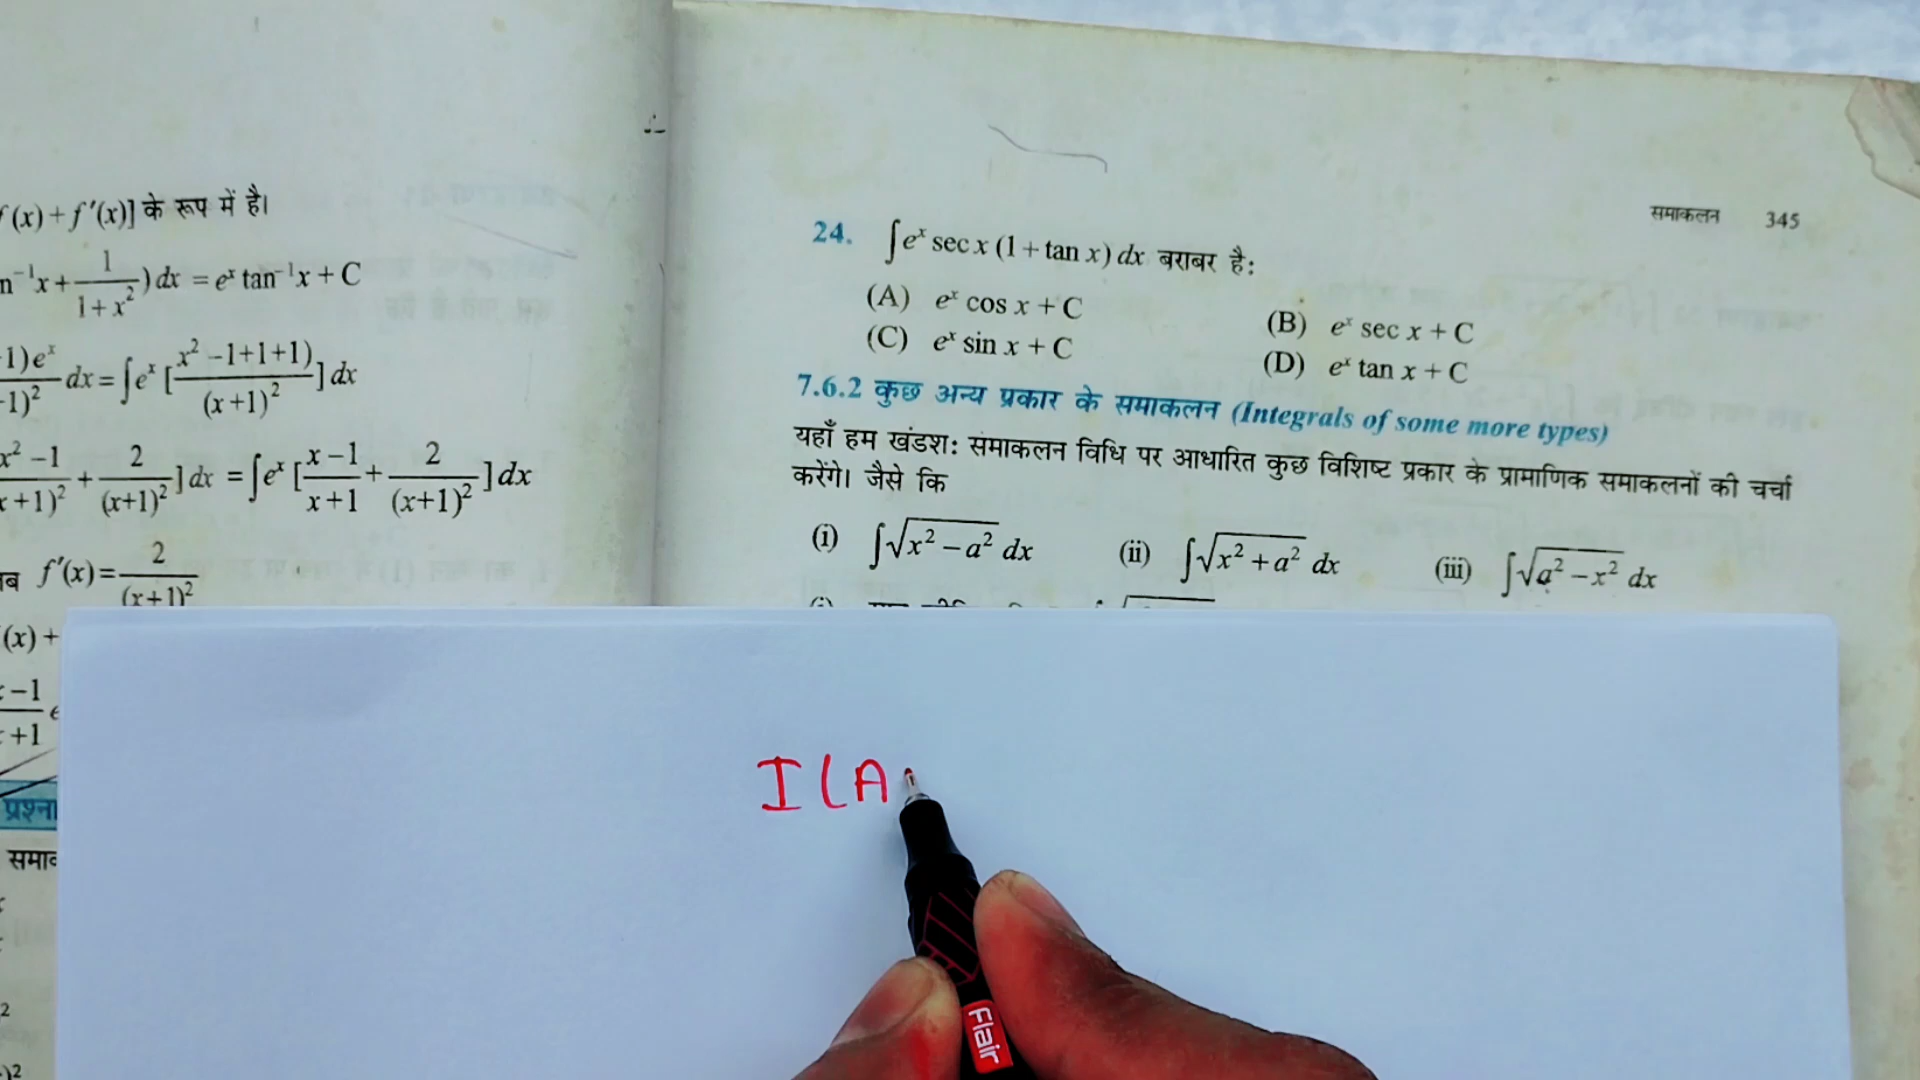 f(x)+f′(x)] के रूप में है।
n⁻¹x+ 1/(1+x²) ) dx = eˣ tan⁻¹x + C
1)eˣ/-1)² dx = ∫eˣ [ (x² -1+1+1)/(x+1)² ] dx
x² -1/(x+1)² + 2/(x+1)² ] dx = ∫eˣ [ (x-1)/(x+1) + 2/(x+1)² ] dx
f′(x)= 2/(x+1)²
(x) +
-1/+1
समाकलन 345
24. ∫eˣ sec x (1 + tan x) dx बराबर है:
(A) eˣ cos x + C (B) eˣ sec x + C
(C) eˣ sin x + C (D) eˣ tan x + C
7.6.2 कुछ अन्य प्रकार के समाकलन (Integrals of some more types)
यहाँ हम खंडश: समाकलन विधि पर आधारित कुछ विशिष्ट प्रकार के प्रामाणिक समाकलनों की चर्चा
करेंगे। जैसे कि
(i) ∫√(x² – a²) dx (ii) ∫√(x² + a²) dx (iii) ∫√(a² – x²) dx
I L A
Flair